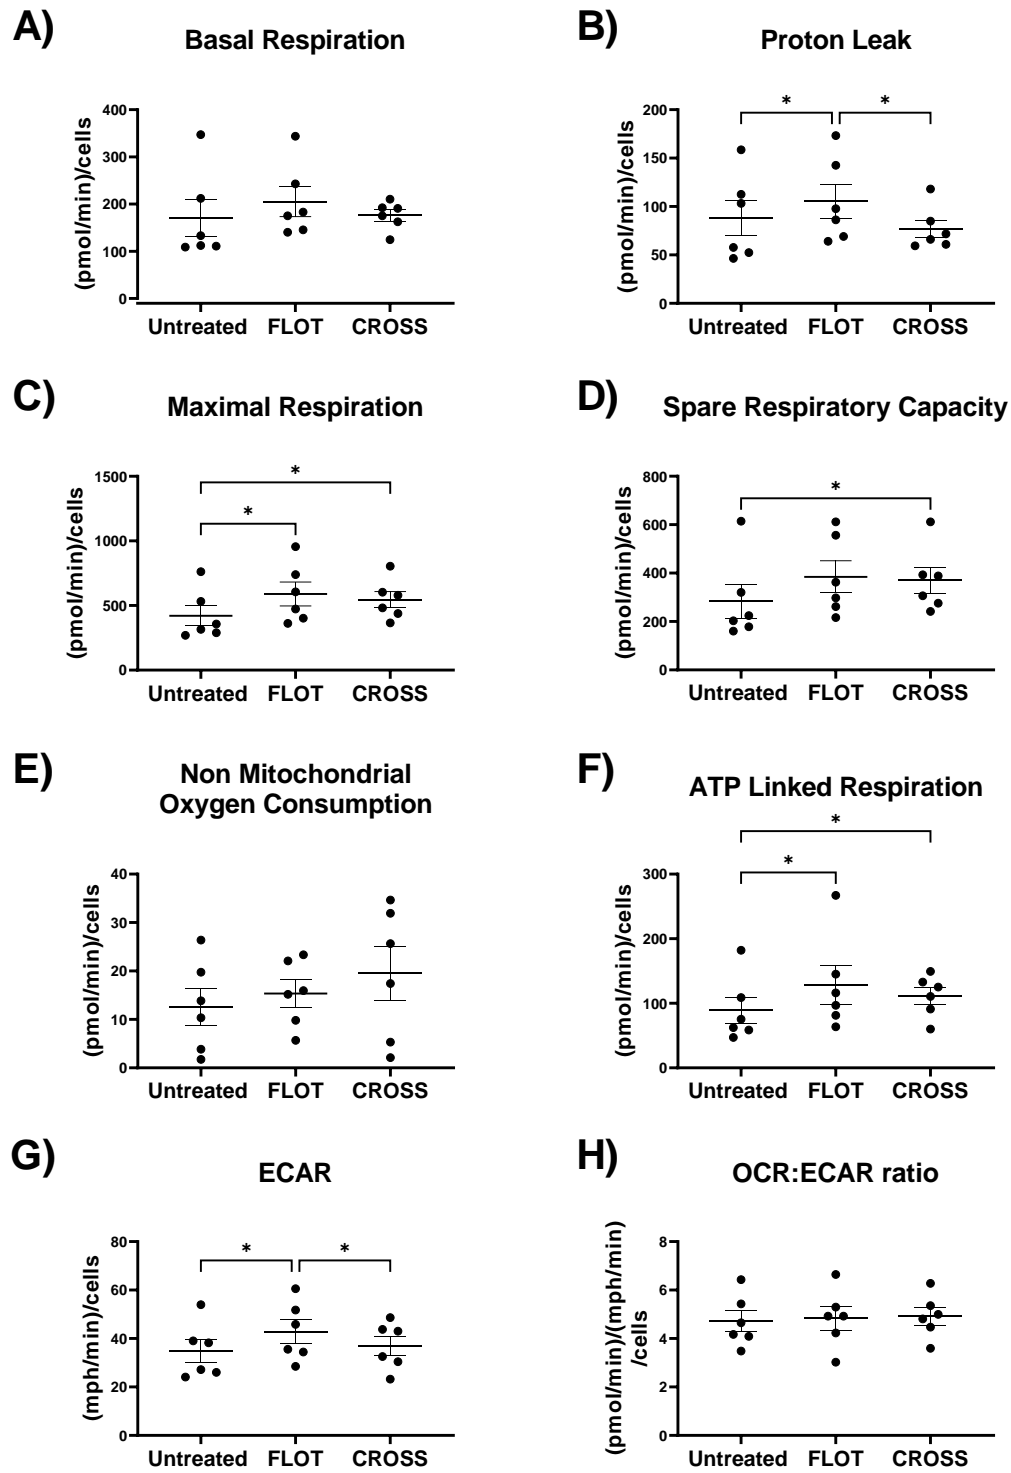 A)
Basal Respiration
(pmol/min)/cells
400
300
200
100
0
Untreated FLOT CROSS
B)
Proton Leak
(pmol/min)/cells
* *
200
150
100
50
0
Untreated FLOT CROSS
C)
Maximal Respiration
(pmol/min)/cells
*
*
1500
1000
500
0
Untreated FLOT CROSS
D)
Spare Respiratory Capacity
(pmol/min)/cells
*
800
600
400
200
0
Untreated FLOT CROSS
E)
Non Mitochondrial
Oxygen Consumption
(pmol/min)/cells
40
30
20
10
0
Untreated FLOT CROSS
F)
ATP Linked Respiration
(pmol/min)/cells
*
*
300
200
100
0
Untreated FLOT CROSS
G)
ECAR
(mph/min)/cells
* *
80
60
40
20
0
Untreated FLOT CROSS
H)
OCR:ECAR ratio
(pmol/min)/(mph/min)
/cells
8
6
4
2
0
Untreated FLOT CROSS